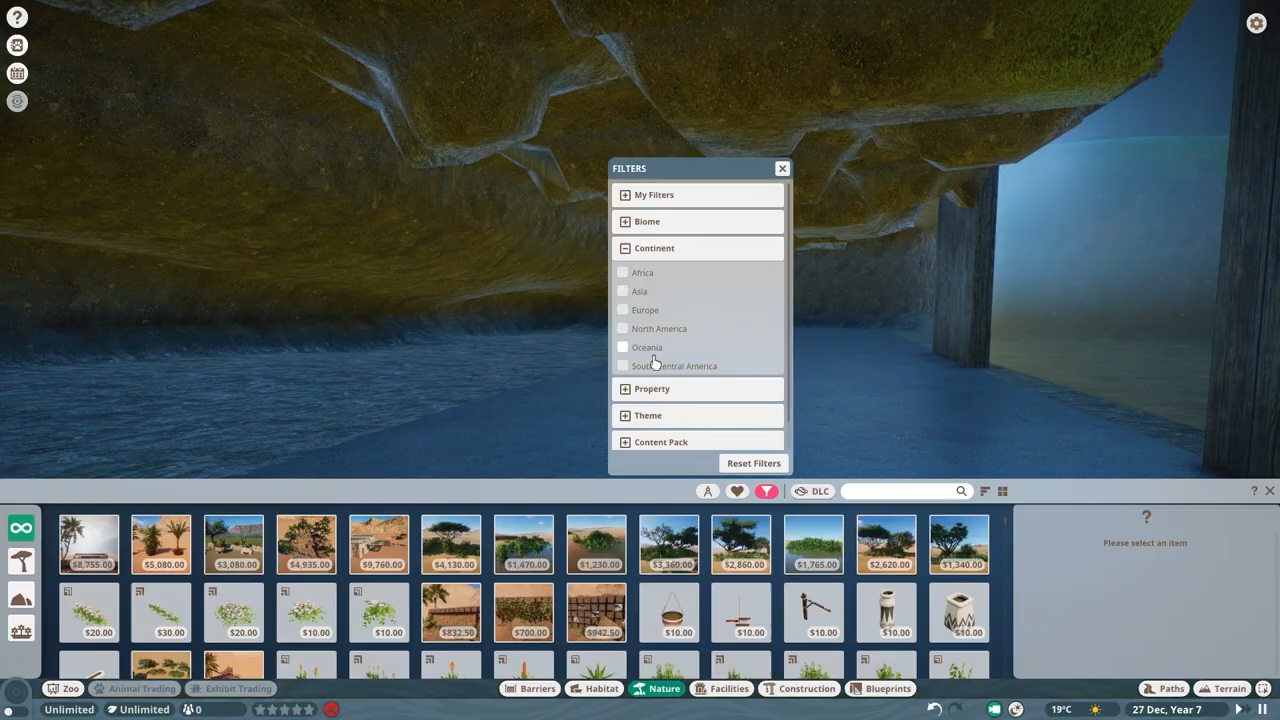 FILTERS
My Filters
Biome
Continent
Africa
Asia
Europe
North America
Oceania
South/Central America
Property
Theme
Content Pack
Reset Filters
DLC
$8,755.00
$5,080.00
$3,080.00
$4,935.00
$9,760.00
$4,130.00
$1,470.00
$1,230.00
$3,360.00
$2,860.00
$1,765.00
$2,620.00
$1,340.00
Please select an item
$20.00
$30.00
$20.00
$10.00
$10.00
$832.50
$700.00
$942.50
$10.00
$10.00
$10.00
$10.00
$10.00
Zoo
Animal Trading
Exhibit Trading
Barriers
Habitat
Nature
Facilities
Construction
Blueprints
Paths
Terrain
Unlimited
Unlimited
0
19°C
27 Dec, Year 7